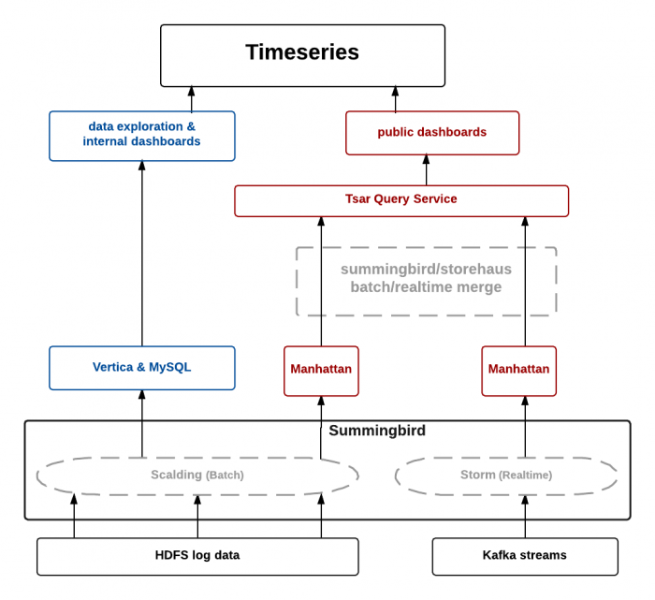 Timeseries
data exploration &
internal dashboards
public dashboards
Tsar Query Service
summingbird/storehaus
batch/realtime merge
Vertica & MySQL
Manhattan
Manhattan
Summingbird
Scalding (Batch)
Storm (Realtime)
HDFS log data
Kafka streams